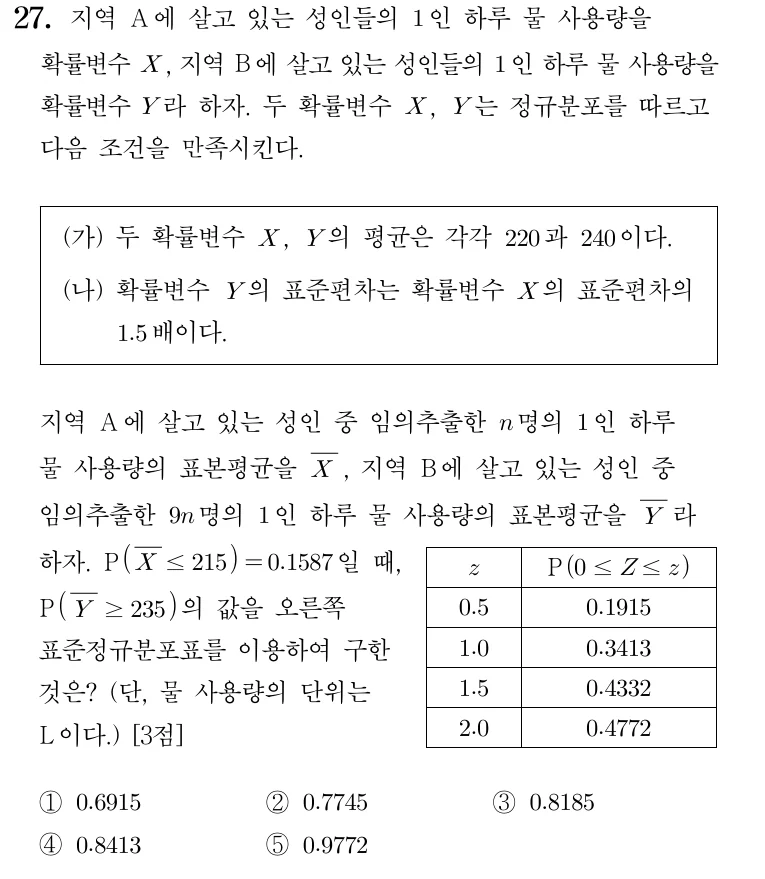 27. 지역 A에 살고 있는 성인들의 1인 하루 물 사용량을
확률변수 X, 지역 B에 살고 있는 성인들의 1인 하루 물 사용량을
확률변수 Y라 하자. 두 확률변수 X, Y는 정규분포를 따르고
다음 조건을 만족시킨다.
(가) 두 확률변수 X, Y의 평균은 각각 220과 240이다.
(나) 확률변수 Y의 표준편차는 확률변수 X의 표준편차의
1.5배이다.
지역 A에 살고 있는 성인 중 임의추출한 n명의 1인 하루
물 사용량의 표본평균을 X̅, 지역 B에 살고 있는 성인 중
임의추출한 9n명의 1인 하루 물 사용량의 표본평균을 Y̅라
하자. P(X̅ ≤ 215) = 0.1587일 때,
P(Y̅ ≥ 235)의 값을 오른쪽
표준정규분포표를 이용하여 구한
것은? (단, 물 사용량의 단위는
L이다.) [3점]
z P(0 ≤ Z ≤ z)
0.5 0.1915
1.0 0.3413
1.5 0.4332
2.0 0.4772
① 0.6915 ② 0.7745 ③ 0.8185
④ 0.8413 ⑤ 0.9772